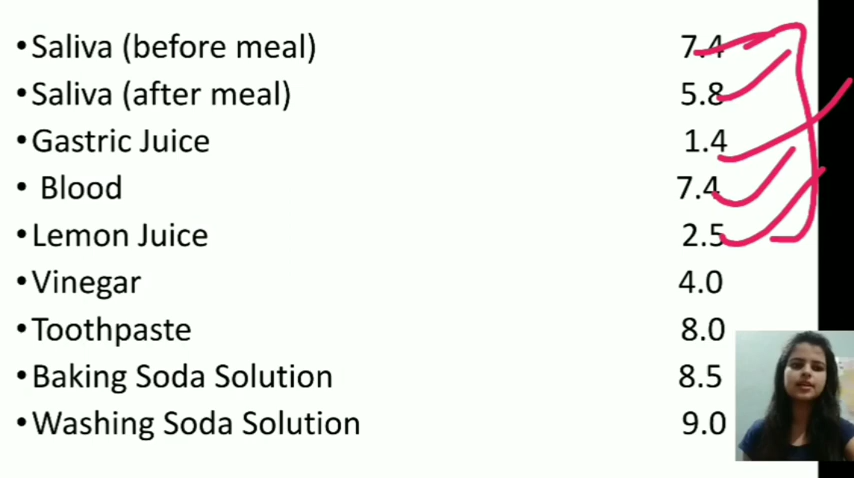 •Saliva (before meal) 7.4
•Saliva (after meal) 5.8
•Gastric Juice 1.4
• Blood 7.4
•Lemon Juice 2.5
•Vinegar 4.0
•Toothpaste 8.0
•Baking Soda Solution 8.5
•Washing Soda Solution 9.0